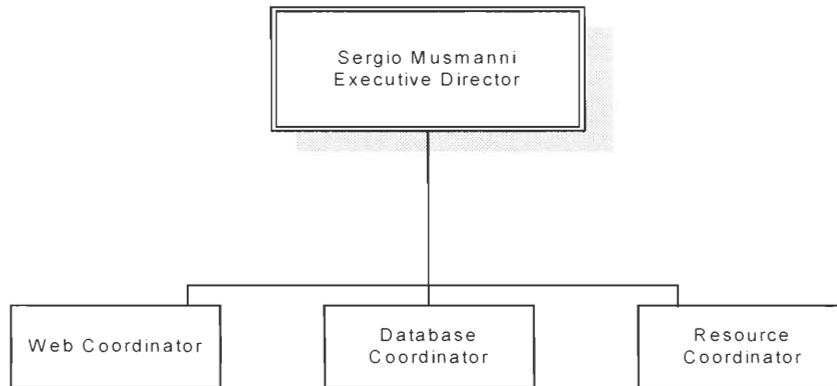 Sergio Musmanni
Executive Director
Web Coordinator
Database
Coordinator
Resource
Coordinator